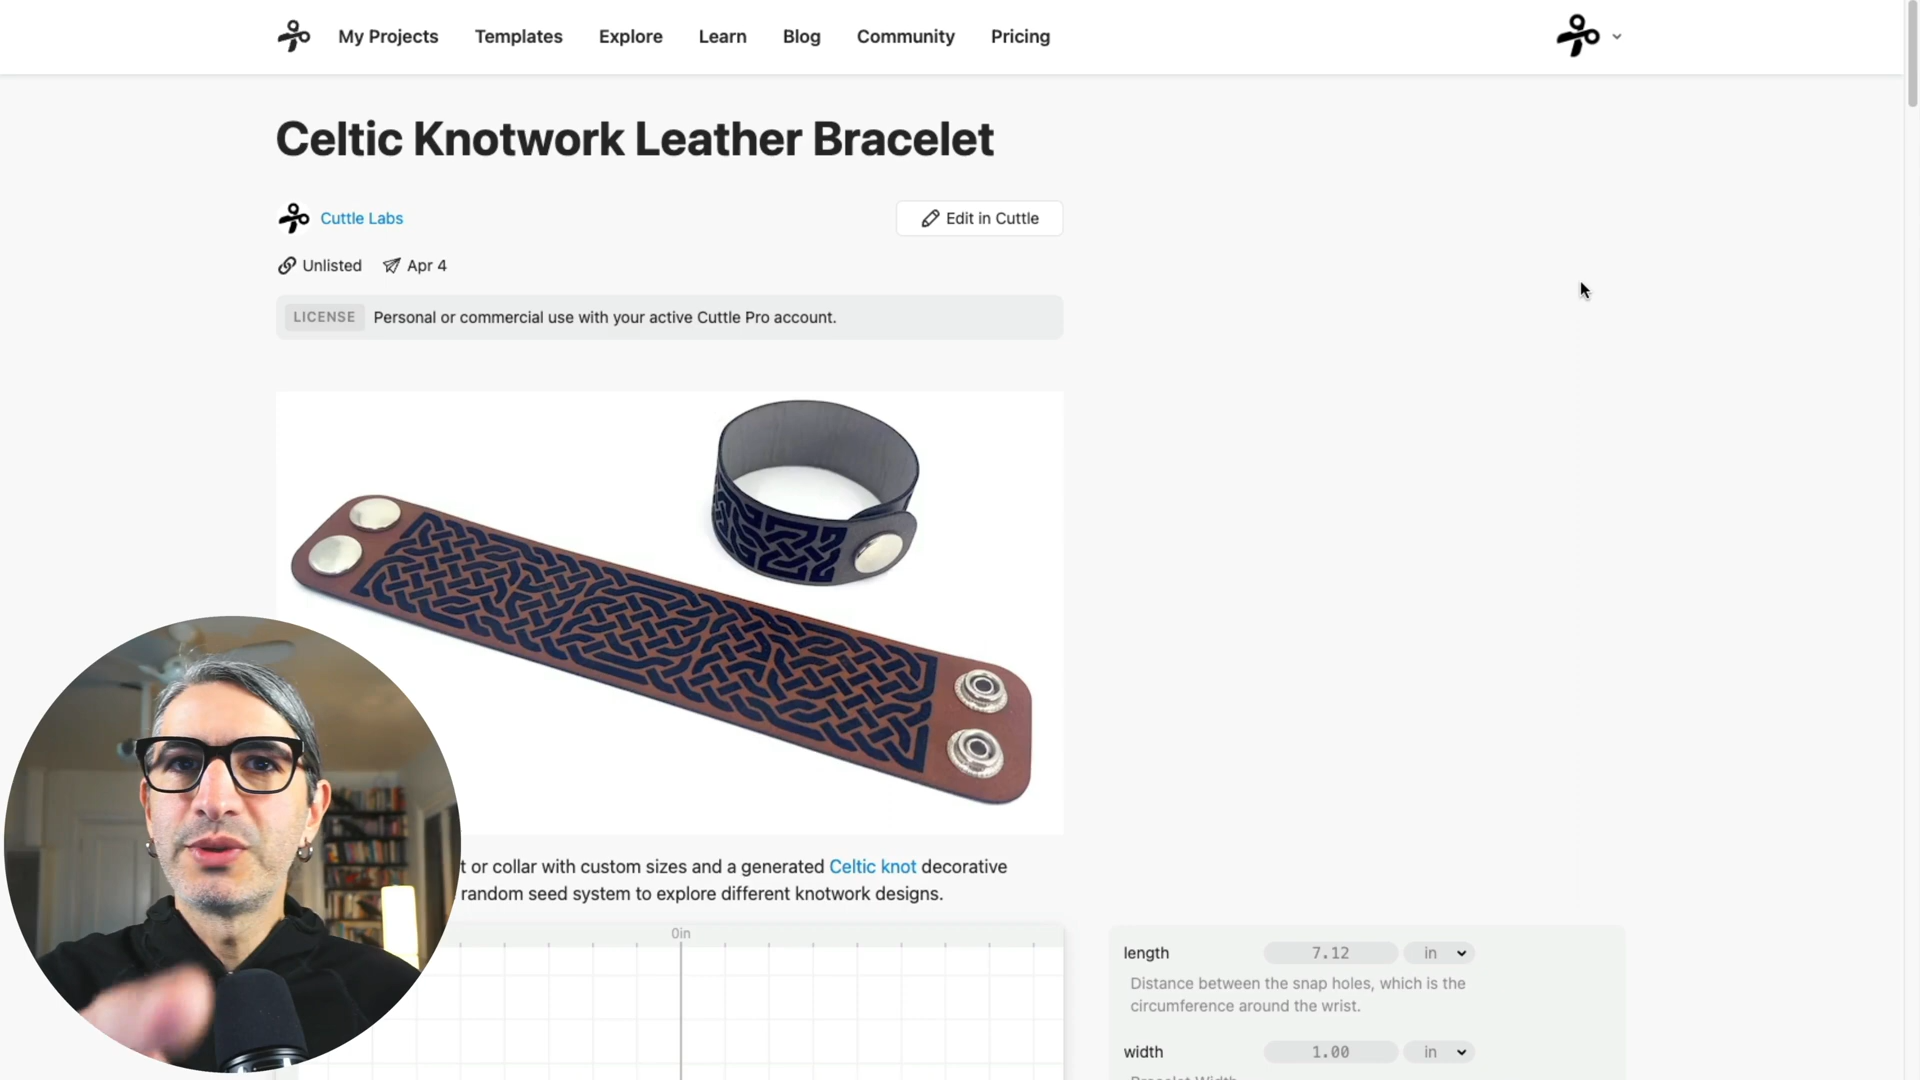 My Projects Templates Explore Learn Blog Community Pricing
Celtic Knotwork Leather Bracelet
Cuttle Labs
Edit in Cuttle
Unlisted Apr 4
LICENSE Personal or commercial use with your active Cuttle Pro account.
t or collar with custom sizes and a generated Celtic knot decorative
random seed system to explore different knotwork designs.
0in
length 7.12 in
Distance between the snap holes, which is the
circumference around the wrist.
width 1.00 in
Bracelet Width